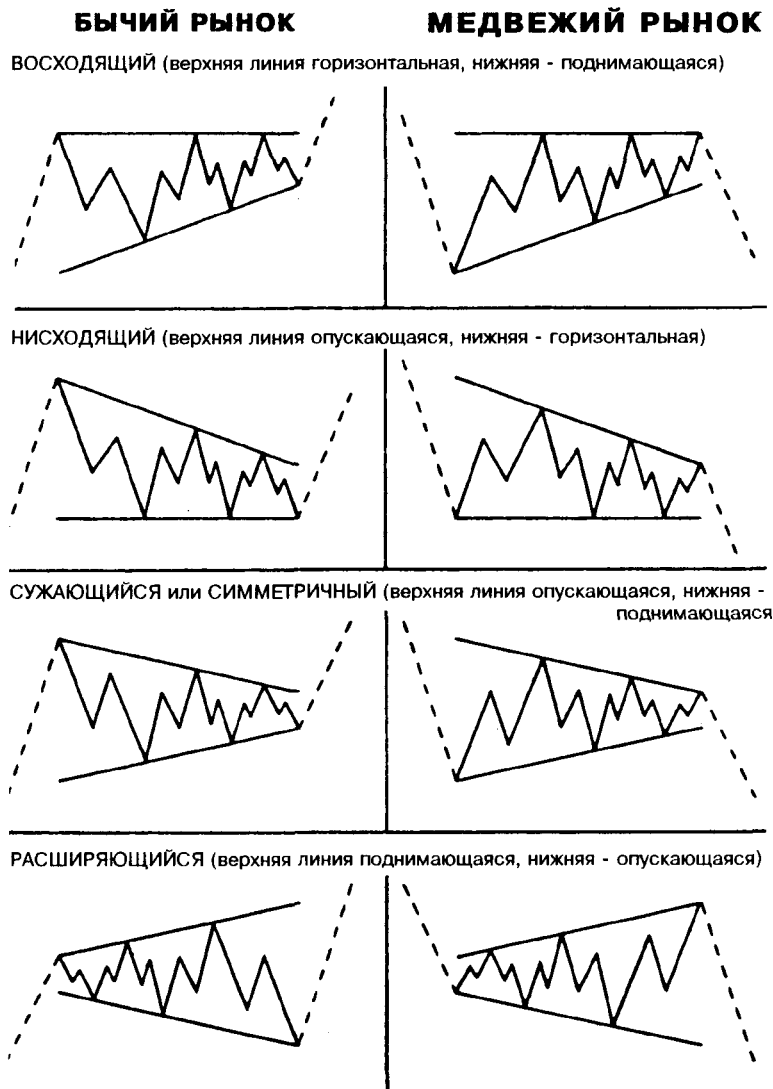 БЫЧИЙ РЫНОК МЕДВЕЖИЙ РЫНОК
ВОСХОДЯЩИЙ (верхняя линия горизонтальная, нижняя - поднимающаяся)
НИСХОДЯЩИЙ (верхняя линия опускающаяся, нижняя - горизонтальная)
СУЖАЮЩИЙСЯ или СИММЕТРИЧНЫЙ (верхняя линия опускающаяся, нижняя -
поднимающаяся
РАСШИРЯЮЩИЙСЯ (верхняя линия поднимающаяся, нижняя - опускающаяся)